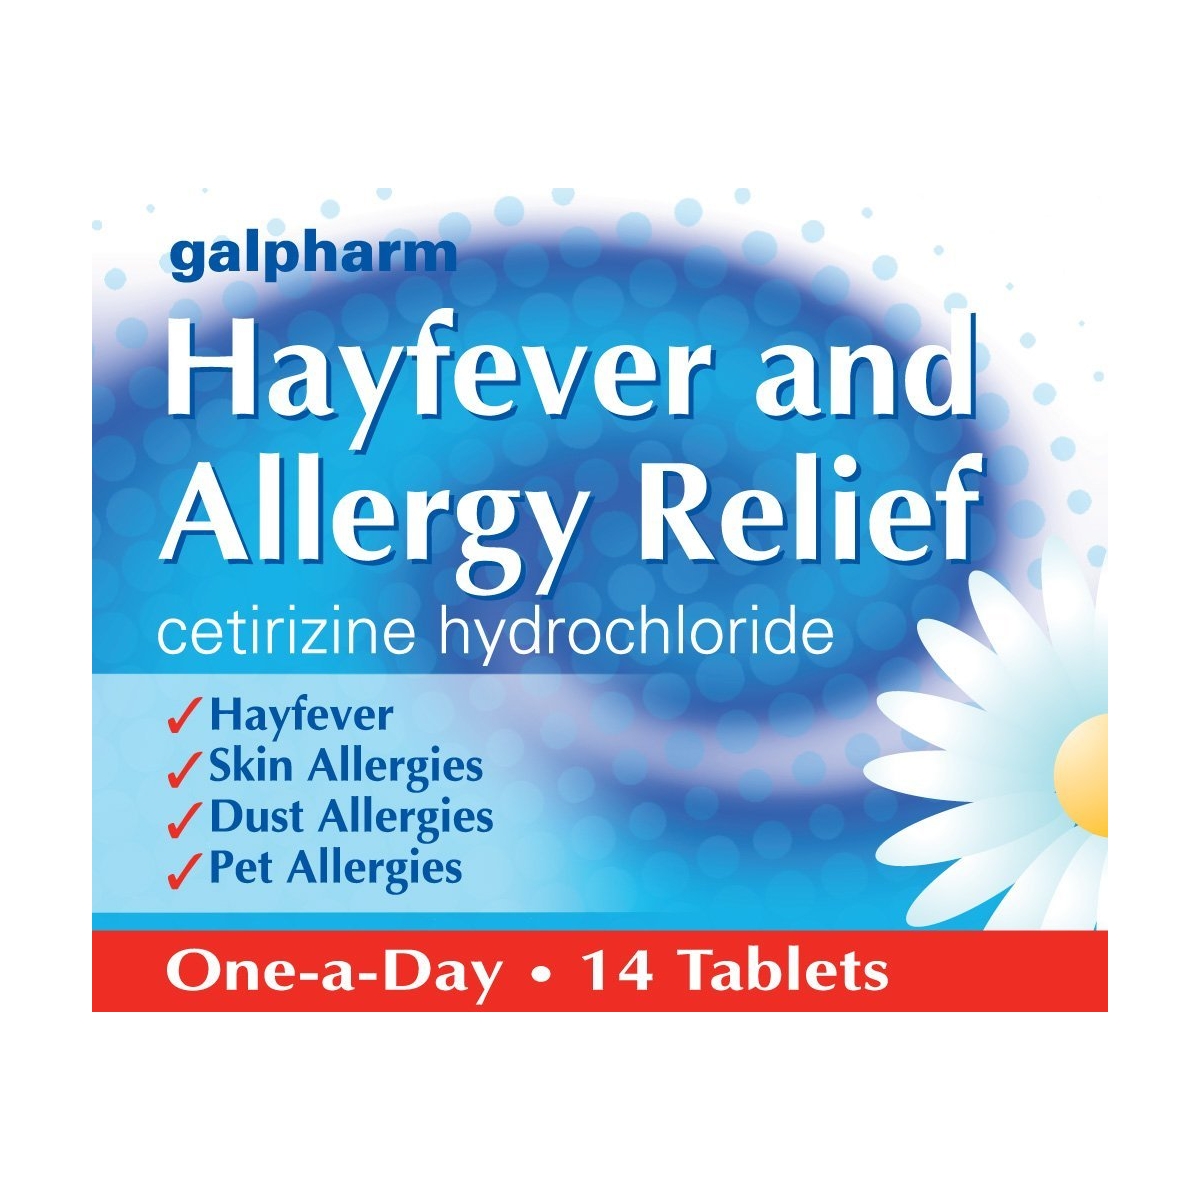 galpharm
Hayfever and
Allergy Relief
cetirizine hydrochloride
✓Hayfever
✓Skin Allergies
✓Dust Allergies
✓Pet Allergies
One-a-Day • 14 Tablets